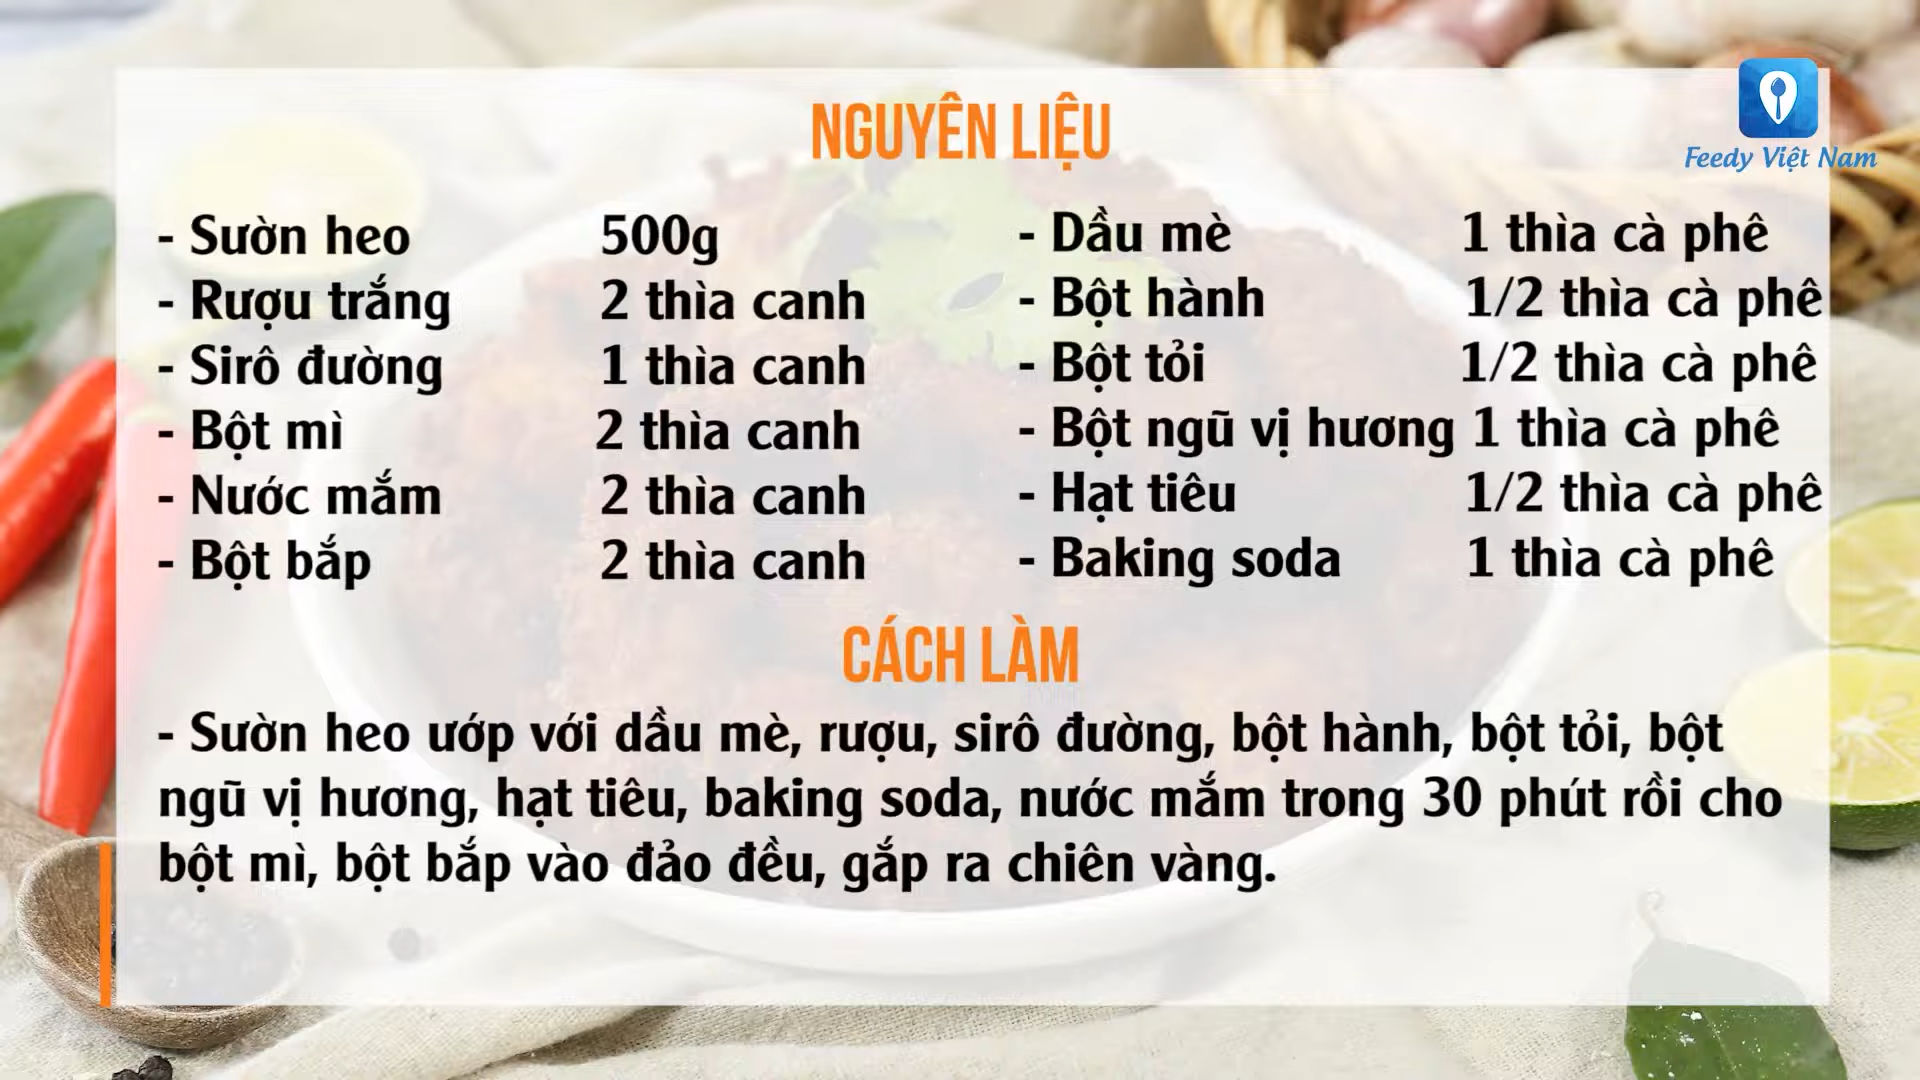 NGUYÊN LIỆU
Feedy Việt Nam
- Sườn heo 500g
- Rượu trắng 2 thìa canh
- Sirô đường 1 thìa canh
- Bột mì 2 thìa canh
- Nước mắm 2 thìa canh
- Bột bắp 2 thìa canh
- Dầu mè 1 thìa cà phê
- Bột hành 1/2 thìa cà phê
- Bột tỏi 1/2 thìa cà phê
- Bột ngũ vị hương 1 thìa cà phê
- Hạt tiêu 1/2 thìa cà phê
- Baking soda 1 thìa cà phê
CÁCH LÀM
- Sườn heo ướp với dầu mè, rượu, sirô đường, bột hành, bột tỏi, bột
ngũ vị hương, hạt tiêu, baking soda, nước mắm trong 30 phút rồi cho
bột mì, bột bắp vào đảo đều, gắp ra chiên vàng.